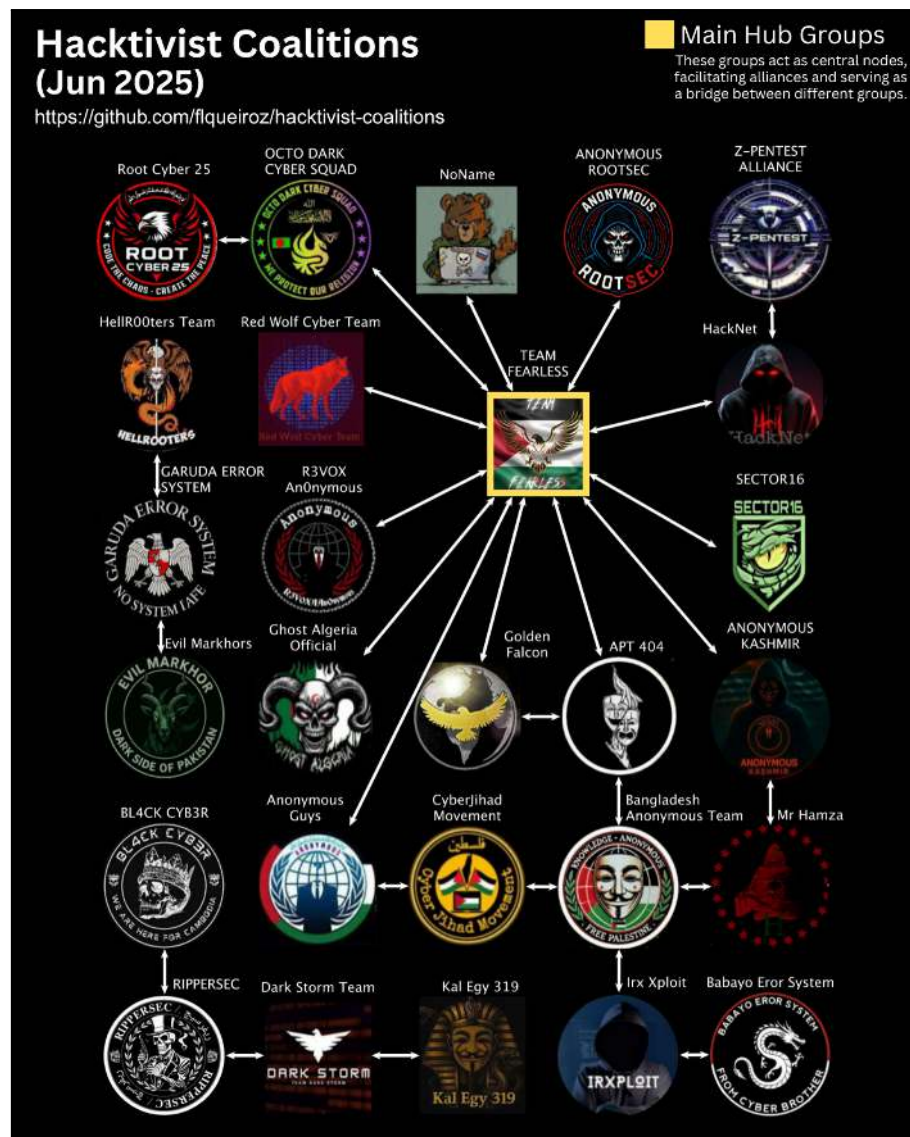 Hacktivist Coalitions
(Jun 2025)
https://github.com/flqueiroz/hacktivist-coalitions
Main Hub Groups
These groups act as central nodes,
facilitating alliances and serving as
a bridge between different groups.
Root Cyber 25
ROOT
CYBER 25
CODE THE CHAOS - CREATE THE PEACE
OCTO DARK
CYBER SQUAD
OCTO DARK CYBER SQUAD
الله
WE PROTECT OUR RELIGION
NoName
ANONYMOUS
ROOTSEC
ANONYMOUS
ROOTSEC
Z-PENTEST
ALLIANCE
Z-PENTEST
HellR00ters Team
HELLROOTERS
Red Wolf Cyber Team
Red Wolf Cyber Team
TEAM
FEARLESS
TEAM
FEARLESS
HackNet
HackNet
GARUDA ERROR
SYSTEM
GARUDA ERROR SYSTEM
NO SYSTEM SAFE
R3VOX
An0nymous
Anonymous
SECTOR16
SECTOR16
Evil Markhors
EVIL MARKHOR
DARK SIDE OF PAKISTAN
Ghost Algeria
Official
GHOST ALGERIA
Golden
Falcon
APT 404
ANONYMOUS
KASHMIR
ANONYMOUS
KASHMIR
BL4CK CYB3R
BL4CK CYB3R
WE ARE HERE FOR CAMBODIA
Anonymous
Guys
ANONYMOUS
CyberJihad
Movement
فلسطين
Cyber Jihad Movement
Bangladesh
Anonymous Team
KNOWLEDGE - ANONYMOUS
FREE PALESTINE
Mr Hamza
RIPPERSEC
RIPPERSEC
RIPPERSEC
Dark Storm Team
DARK STORM
TEAM DARK STORM
Kal Egy 319
Kal Egy 319
Irx Xploit
IRXPLOIT
Babayo Eror System
BABAYO EROR SYSTEM
FROM CYBER BROTHER